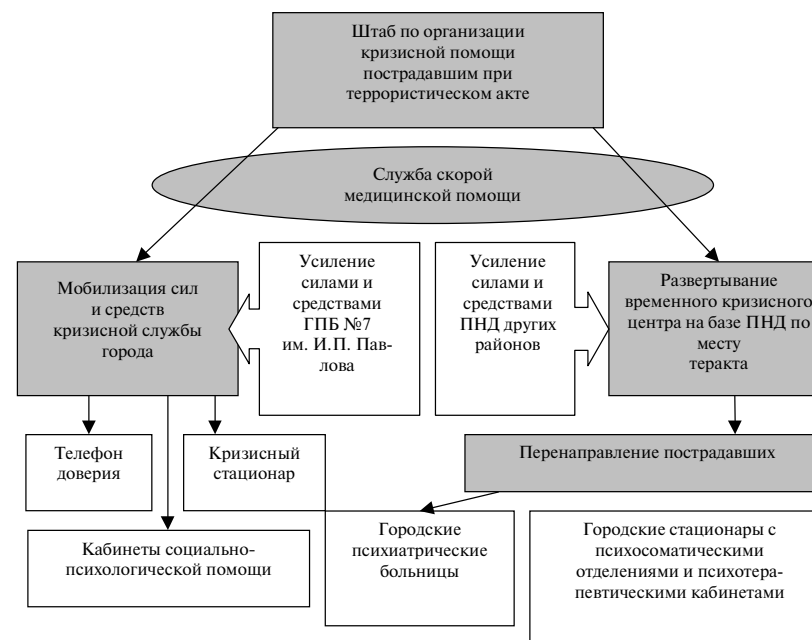 Штаб по организации
кризисной помощи
пострадавшим при
террористическом акте
Служба скорой
медицинской помощи
Мобилизация сил
и средств
кризисной службы
города
Усиление
силами и
средствами
ГПБ №7
им. И.П. Пав-
лова
Усиление
силами и
средствами
ПНД других
районов
Развертывание
временного кризисного
центра на базе ПНД по
месту
теракта
Телефон
доверия
Кризисный
стационар
Перенаправление пострадавших
Кабинеты социально-
психологической помощи
Городские
психиатрические
больницы
Городские стационары с
психосоматическими
отделениями и психотера-
певтическими кабинетами